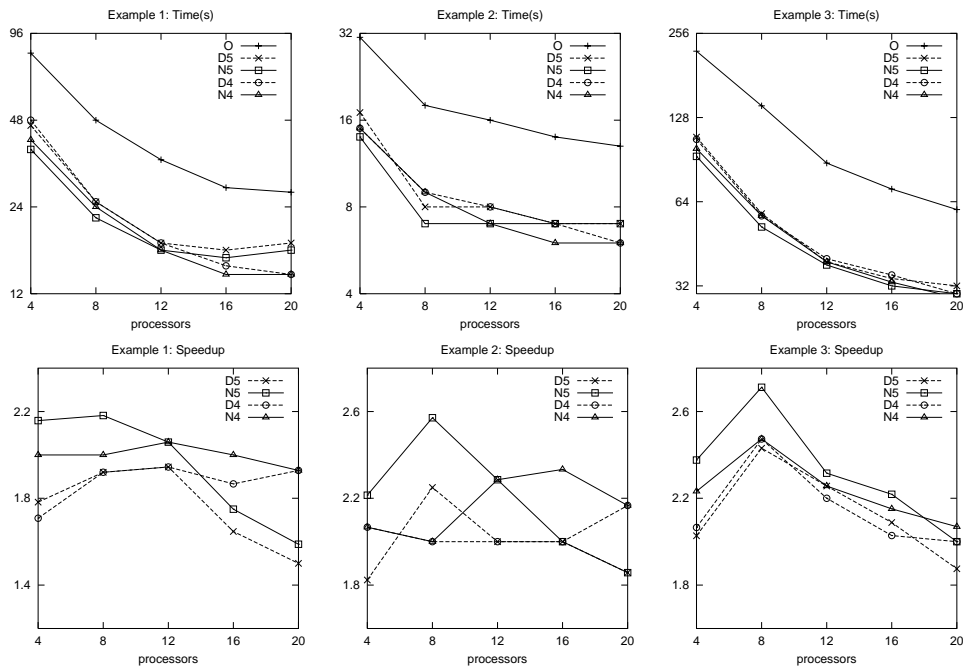 Example 1: Time(s)
96
48
24
12
O
D5
N5
D4
N4
4 8 12 16 20
processors
Example 2: Time(s)
32
16
8
4
O
D5
N5
D4
N4
4 8 12 16 20
processors
Example 3: Time(s)
256
128
64
32
O
D5
N5
D4
N4
4 8 12 16 20
processors
Example 1: Speedup
2.2
1.8
1.4
D5
N5
D4
N4
4 8 12 16 20
processors
Example 2: Speedup
2.6
2.2
1.8
D5
N5
D4
N4
4 8 12 16 20
processors
Example 3: Speedup
2.6
2.2
1.8
D5
N5
D4
N4
4 8 12 16 20
processors